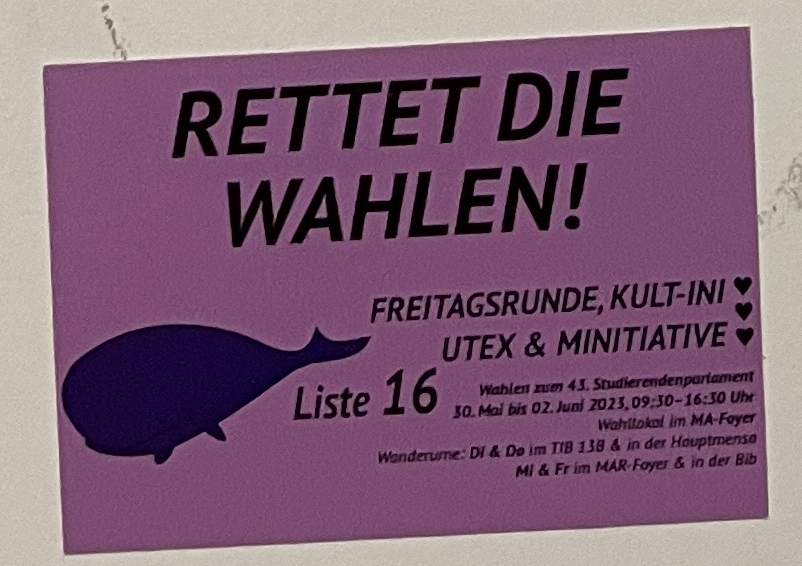 RETTET DIE
WAHLEN!
FREITAGSRUNDE, KULT-INI ♥
♥
UTEX & MINITIATIVE ♥
Liste 16
Wahlen zum 43. Studierendenparlament
30. Mai bis 02. Juni 2023, 09:30–16:30 Uhr
Wahllokal im MA-Foyer
Wanderurne: Di & Do im TIB 13B & in der Hauptmensa
Mi & Fr im MAR-Foyer & in der Bib